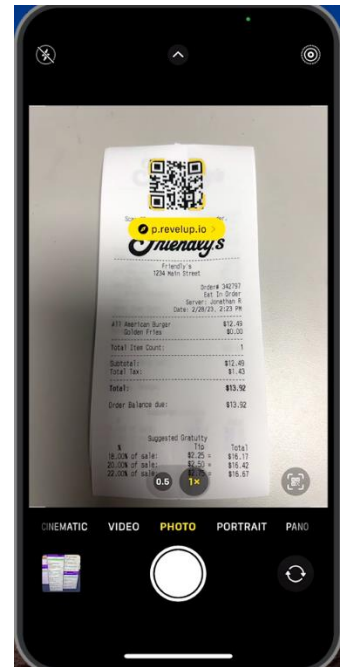 p.revelup.io
Friendly's
Friendly's
1234 Main Street
Order# 342797
Eat In Order
Server: Jonathan R
Date: 2/28/23, 2:23 PM
All American Burger $12.49
Golden Fries $0.00
Total Item Count: 1
Subtotal: $12.49
Total Tax: $1.43
Total: $13.92
Order Balance due: $13.92
Suggested Gratuity
% Tip Total
18.00% of sale: $2.25 = $16.17
20.00% of sale: $2.50 = $16.42
22.00% of sale: = $16.67
0.5 1×
CINEMATIC VIDEO PHOTO PORTRAIT PANO